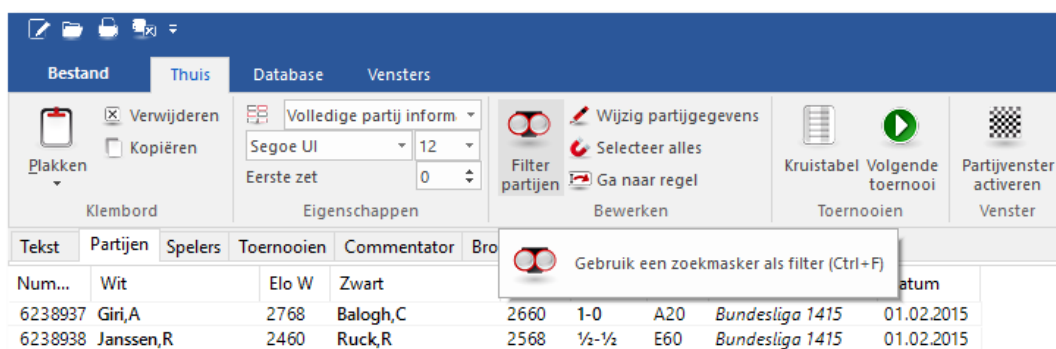 Bestand Thuis Database Vensters
Verwijderen Volledige partij inform. Wijzig partijgegevens
Kopiëren Segoe UI 12 Selecteer alles
Plakken Eerste zet 0 Filter partijen Ga naar regel Kruistabel Volgende toernooi Partijvenster activeren
Klembord Eigenschappen Bewerken Toernooien Venster
Tekst Partijen Spelers Toernooien Commentator Bro
Gebruik een zoekmasker als filter (Ctrl+F)
Num... Wit Elo W Zwart atum
6238937 Giri,A 2768 Balogh,C 2660 1-0 A20 Bundesliga 1415 01.02.2015
6238938 Janssen,R 2460 Ruck,R 2568 ½-½ E60 Bundesliga 1415 01.02.2015